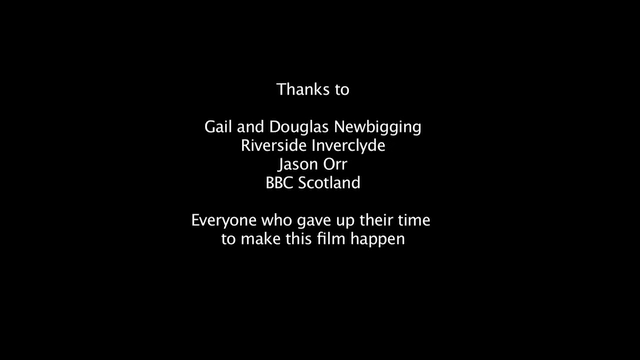 Thanks to
Gail and Douglas Newbigging
Riverside Inverclyde
Jason Orr
BBC Scotland
Everyone who gave up their time
to make this film happen